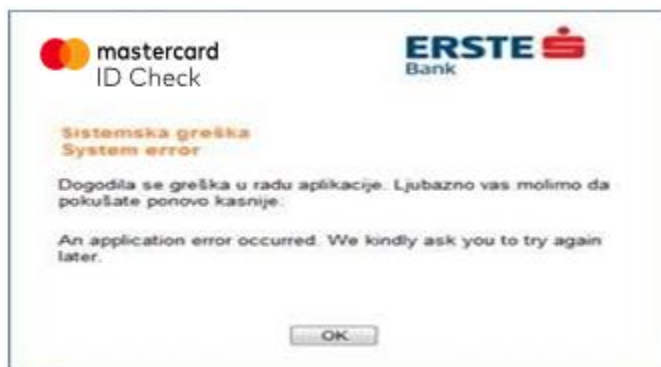 mastercard
ID Check
ERSTE
Bank
Sistemska greška
System error
Dogodila se greška u radu aplikacije. Ljubazno vas molimo da
pokušate ponovo kasnije.
An application error occurred. We kindly ask you to try again
later.
OK